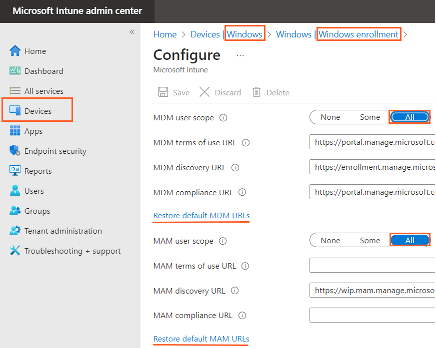 Microsoft Intune admin center
«
Home
Dashboard
All services
Devices
Apps
Endpoint security
Reports
Users
Groups
Tenant administration
Troubleshooting + support
Home > Devices | Windows > Windows | Windows enrollment >
Configure ...
Microsoft Intune
Save Discard Delete
MDM user scope None Some All
MDM terms of use URL https://portal.manage.microsoft.c
MDM discovery URL https://enrollment.manage.microso
MDM compliance URL https://portal.manage.microsoft.c
Restore default MDM URLs
MAM user scope None Some All
MAM terms of use URL
MAM discovery URL https://wip.mam.manage.microso
MAM compliance URL
Restore default MAM URLs